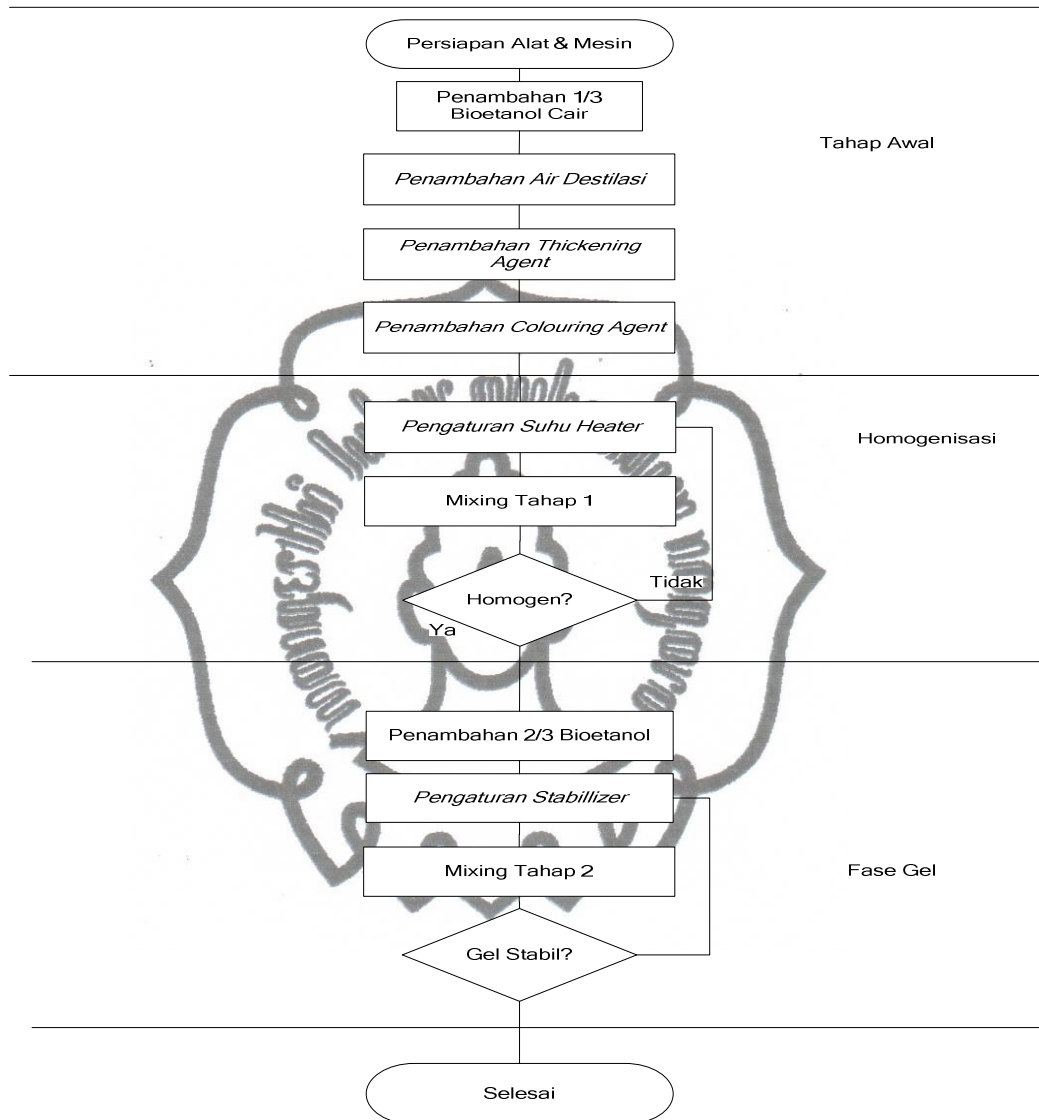 Persiapan Alat & Mesin
Penambahan 1/3
Bioetanol Cair
Tahap Awal
Penambahan Air Destilasi
Penambahan Thickening
Agent
Penambahan Colouring Agent
Pengaturan Suhu Heater
Homogenisasi
Mixing Tahap 1
Tidak
Homogen?
Ya
Penambahan 2/3 Bioetanol
Pengaturan Stabillizer
Mixing Tahap 2
Fase Gel
Gel Stabil?
Selesai